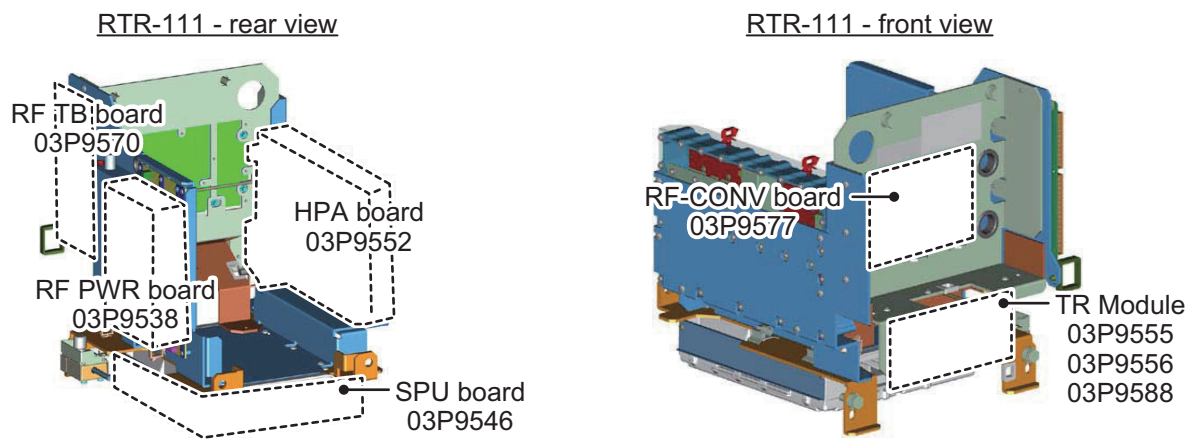 RTR-111 - rear view
RF TB board
03P9570
HPA board
03P9552
RF PWR board
03P9538
SPU board
03P9546
RTR-111 - front view
RF-CONV board
03P9577
TR Module
03P9555
03P9556
03P9588